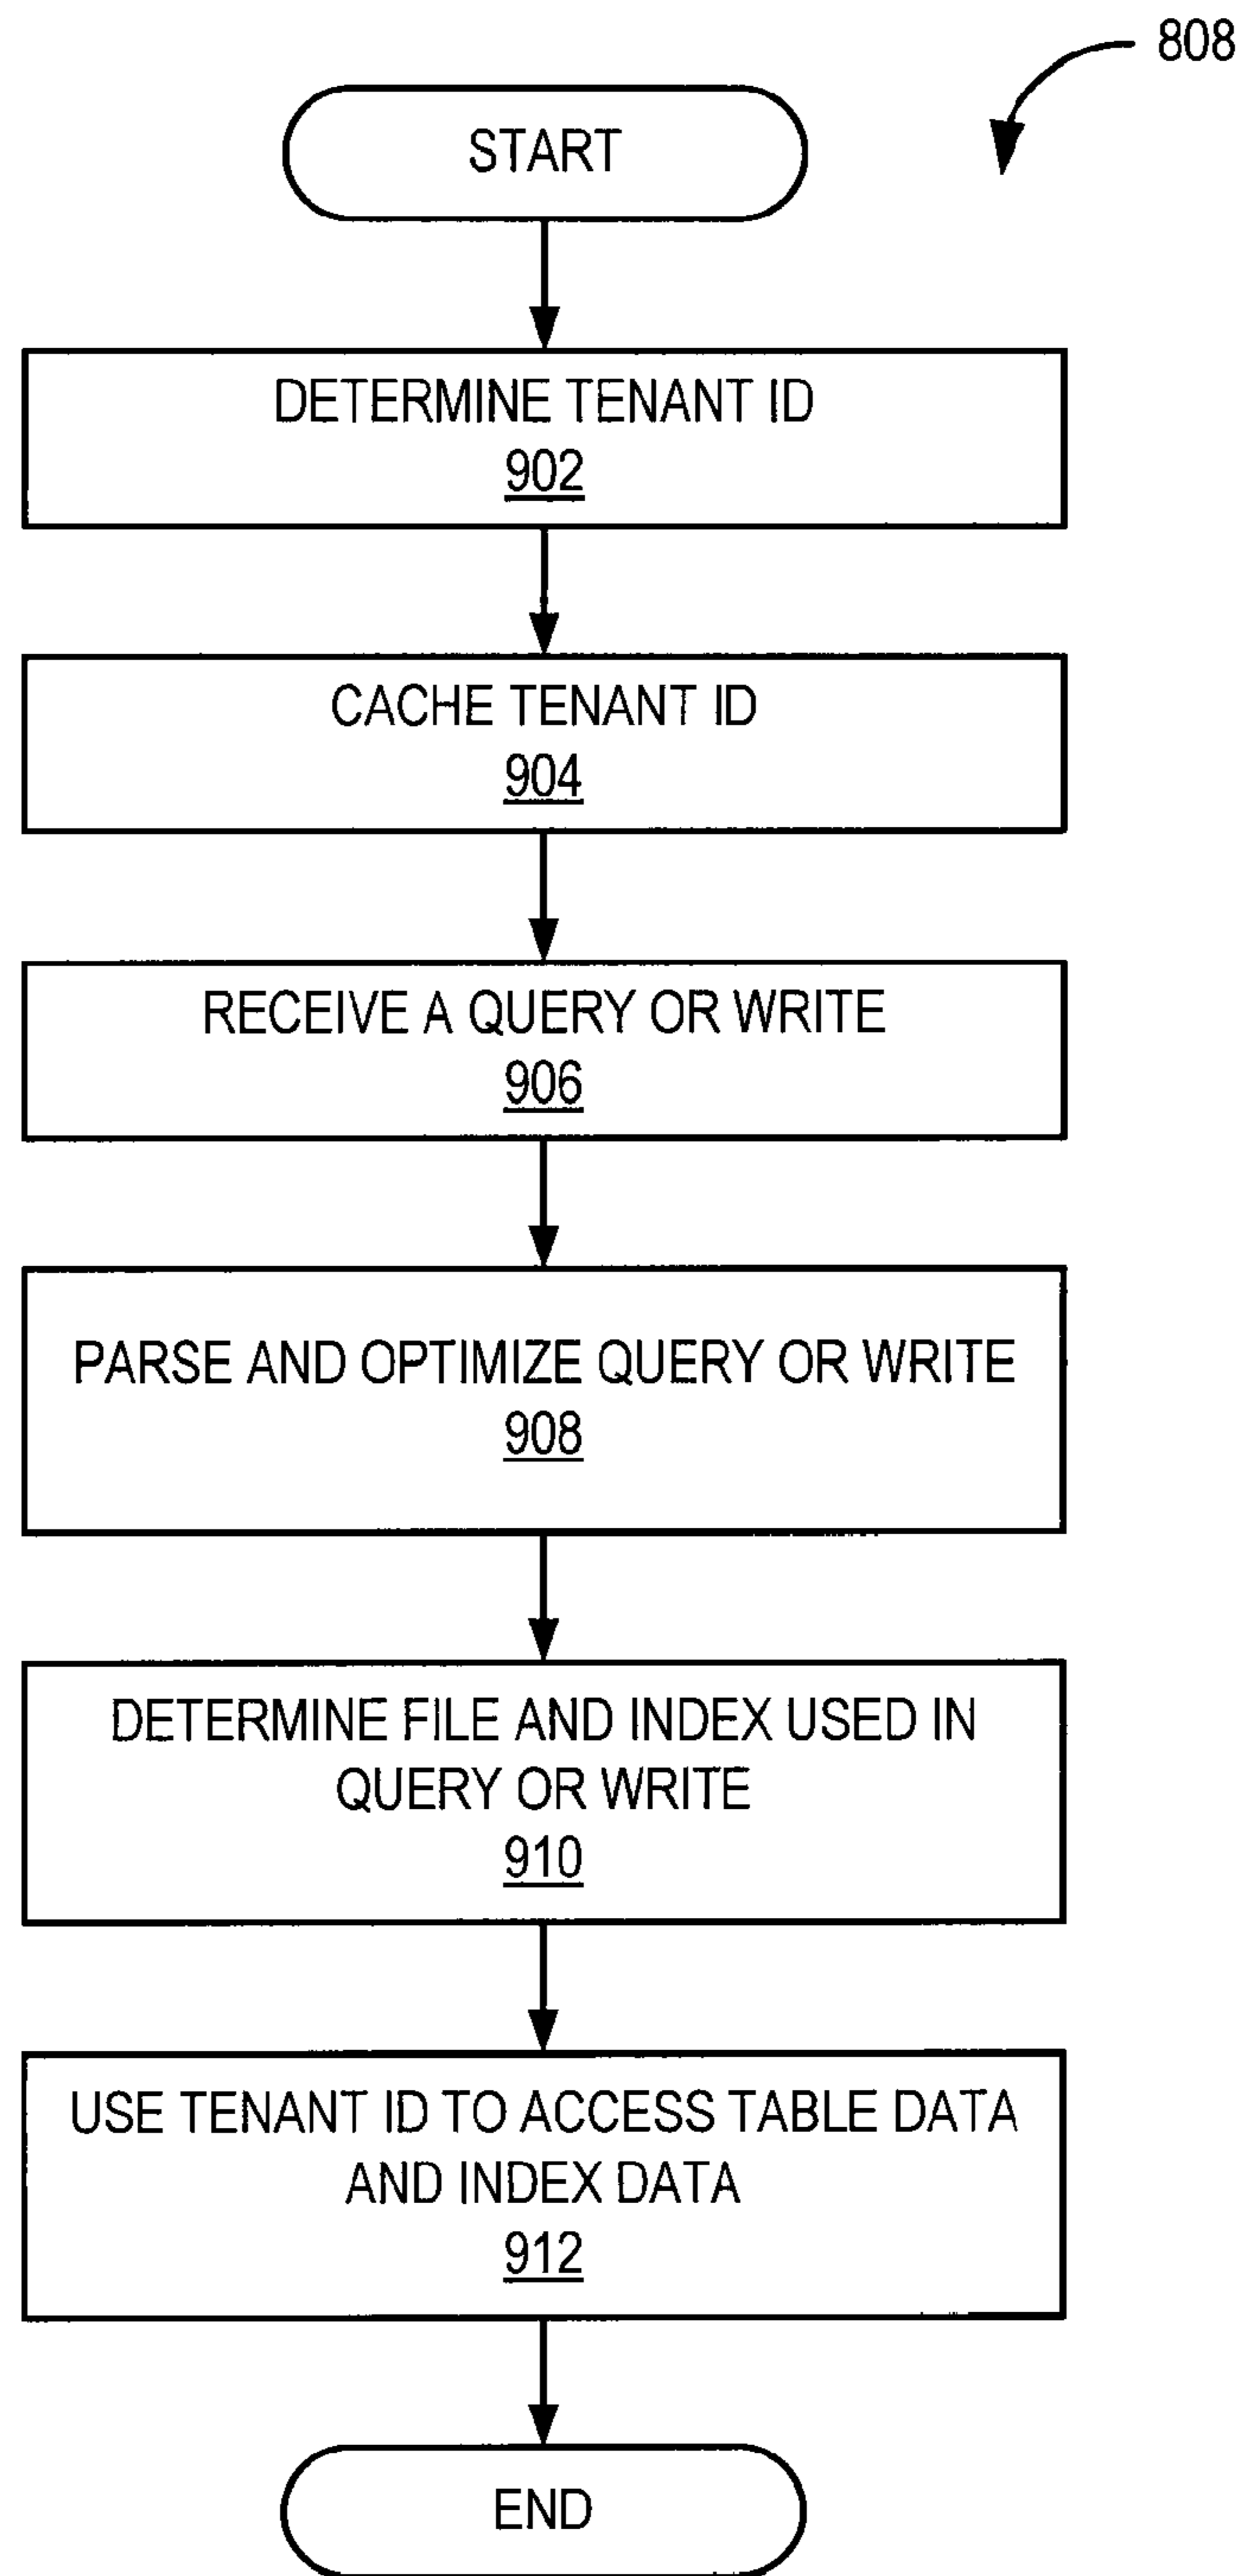 808
START
DETERMINE TENANT ID
902
CACHE TENANT ID
904
RECEIVE A QUERY OR WRITE
906
PARSE AND OPTIMIZE QUERY OR WRITE
908
DETERMINE FILE AND INDEX USED IN
QUERY OR WRITE
910
USE TENANT ID TO ACCESS TABLE DATA
AND INDEX DATA
912
END